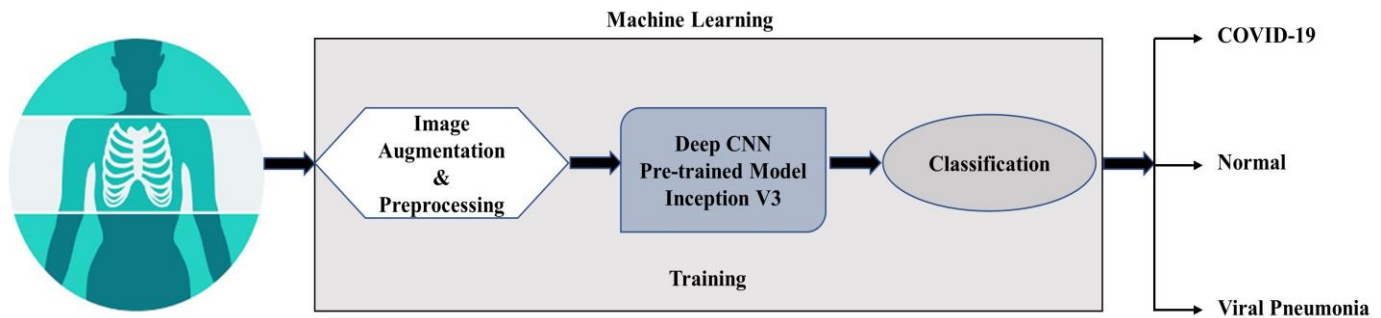 Machine Learning
Image
Augmentation
&
Preprocessing
Deep CNN
Pre-trained Model
Inception V3
Classification
Training
COVID-19
Normal
Viral Pneumonia